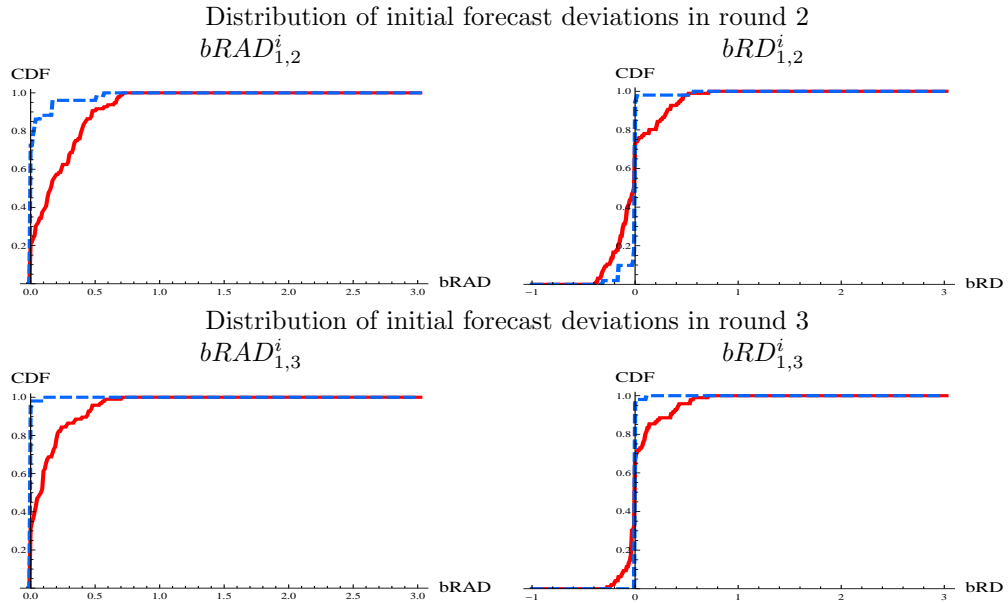 Distribution of initial forecast deviations in round 2
bRAD^i_{1,2} bRD^i_{1,2}
CDF CDF
1.0 1.0
0.8 0.8
0.6 0.6
0.4 0.4
0.2 0.2
0.0 0.5 1.0 1.5 2.0 2.5 3.0 bRAD -1 0 1 2 3 bRD
Distribution of initial forecast deviations in round 3
bRAD^i_{1,3} bRD^i_{1,3}
CDF CDF
1.0 1.0
0.8 0.8
0.6 0.6
0.4 0.4
0.2 0.2
0.0 0.5 1.0 1.5 2.0 2.5 3.0 bRAD -1 0 1 2 3 bRD